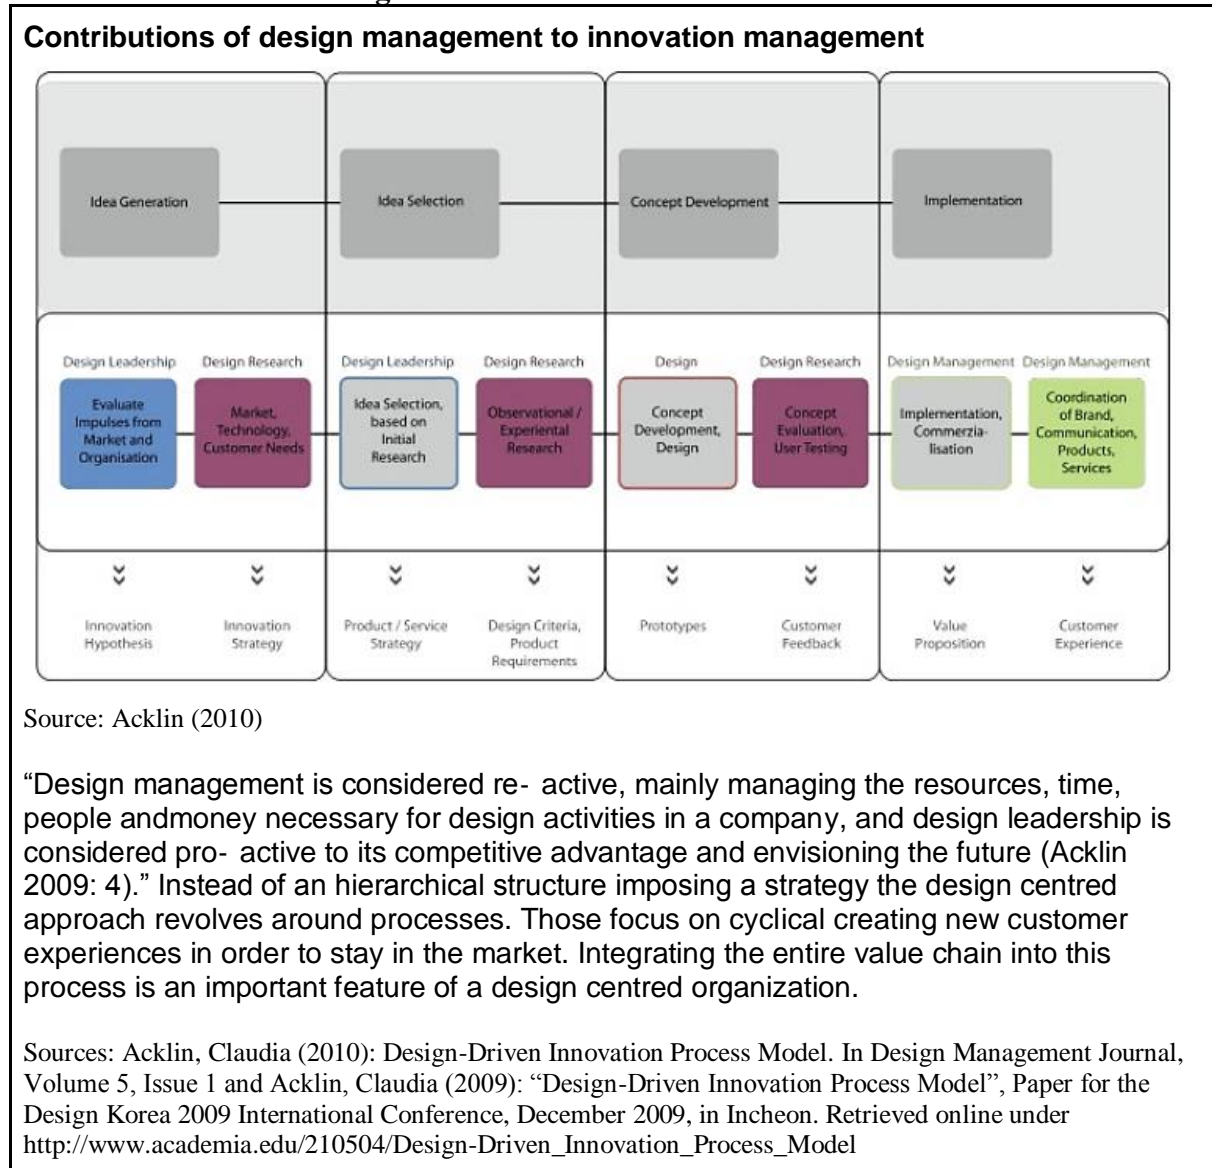 Contributions of design management to innovation management
Idea Generation
Idea Selection
Concept Development
Implementation
Design Leadership
Design Research
Design Leadership
Design Research
Design
Design Research
Design Management
Design Management
Evaluate
Impulses from
Market and
Organisation
Market,
Technology,
Customer Needs
Idea Selection,
based on
Initial
Research
Observational /
Experiental
Research
Concept
Development,
Design
Concept
Evaluation,
User Testing
Implementation,
Commerzia-
lisation
Coordination
of Brand,
Communication,
Products,
Services
Innovation
Hypothesis
Innovation
Strategy
Product / Service
Strategy
Design Criteria,
Product
Requirements
Prototypes
Customer
Feedback
Value
Proposition
Customer
Experience
Source: Acklin (2010)
“Design management is considered re- active, mainly managing the resources, time,
people andmoney necessary for design activities in a company, and design leadership is
considered pro- active to its competitive advantage and envisioning the future (Acklin
2009: 4).” Instead of an hierarchical structure imposing a strategy the design centred
approach revolves around processes. Those focus on cyclical creating new customer
experiences in order to stay in the market. Integrating the entire value chain into this
process is an important feature of a design centred organization.
Sources: Acklin, Claudia (2010): Design-Driven Innovation Process Model. In Design Management Journal,
Volume 5, Issue 1 and Acklin, Claudia (2009): “Design-Driven Innovation Process Model”, Paper for the
Design Korea 2009 International Conference, December 2009, in Incheon. Retrieved online under
http://www.academia.edu/210504/Design-Driven_Innovation_Process_Model